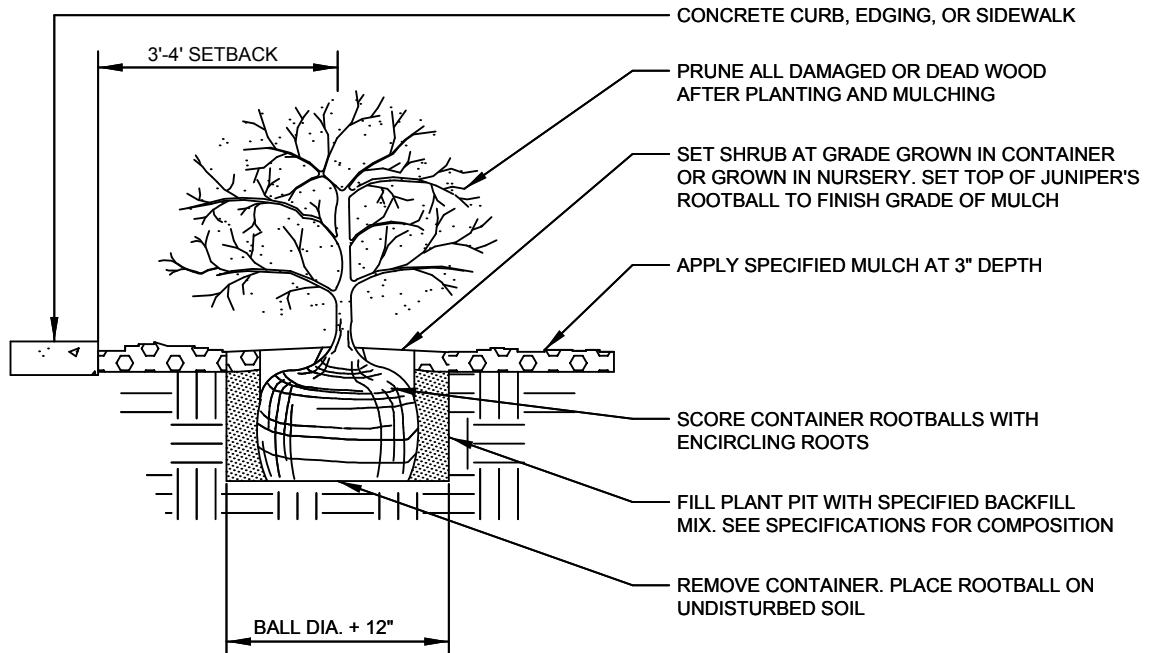 CONCRETE CURB, EDGING, OR SIDEWALK
3'-4' SETBACK
PRUNE ALL DAMAGED OR DEAD WOOD
AFTER PLANTING AND MULCHING
SET SHRUB AT GRADE GROWN IN CONTAINER
OR GROWN IN NURSERY. SET TOP OF JUNIPER'S
ROOTBALL TO FINISH GRADE OF MULCH
APPLY SPECIFIED MULCH AT 3" DEPTH
SCORE CONTAINER ROOTBALLS WITH
ENCIRCLING ROOTS
FILL PLANT PIT WITH SPECIFIED BACKFILL
MIX. SEE SPECIFICATIONS FOR COMPOSITION
REMOVE CONTAINER. PLACE ROOTBALL ON
UNDISTURBED SOIL
BALL DIA. + 12"